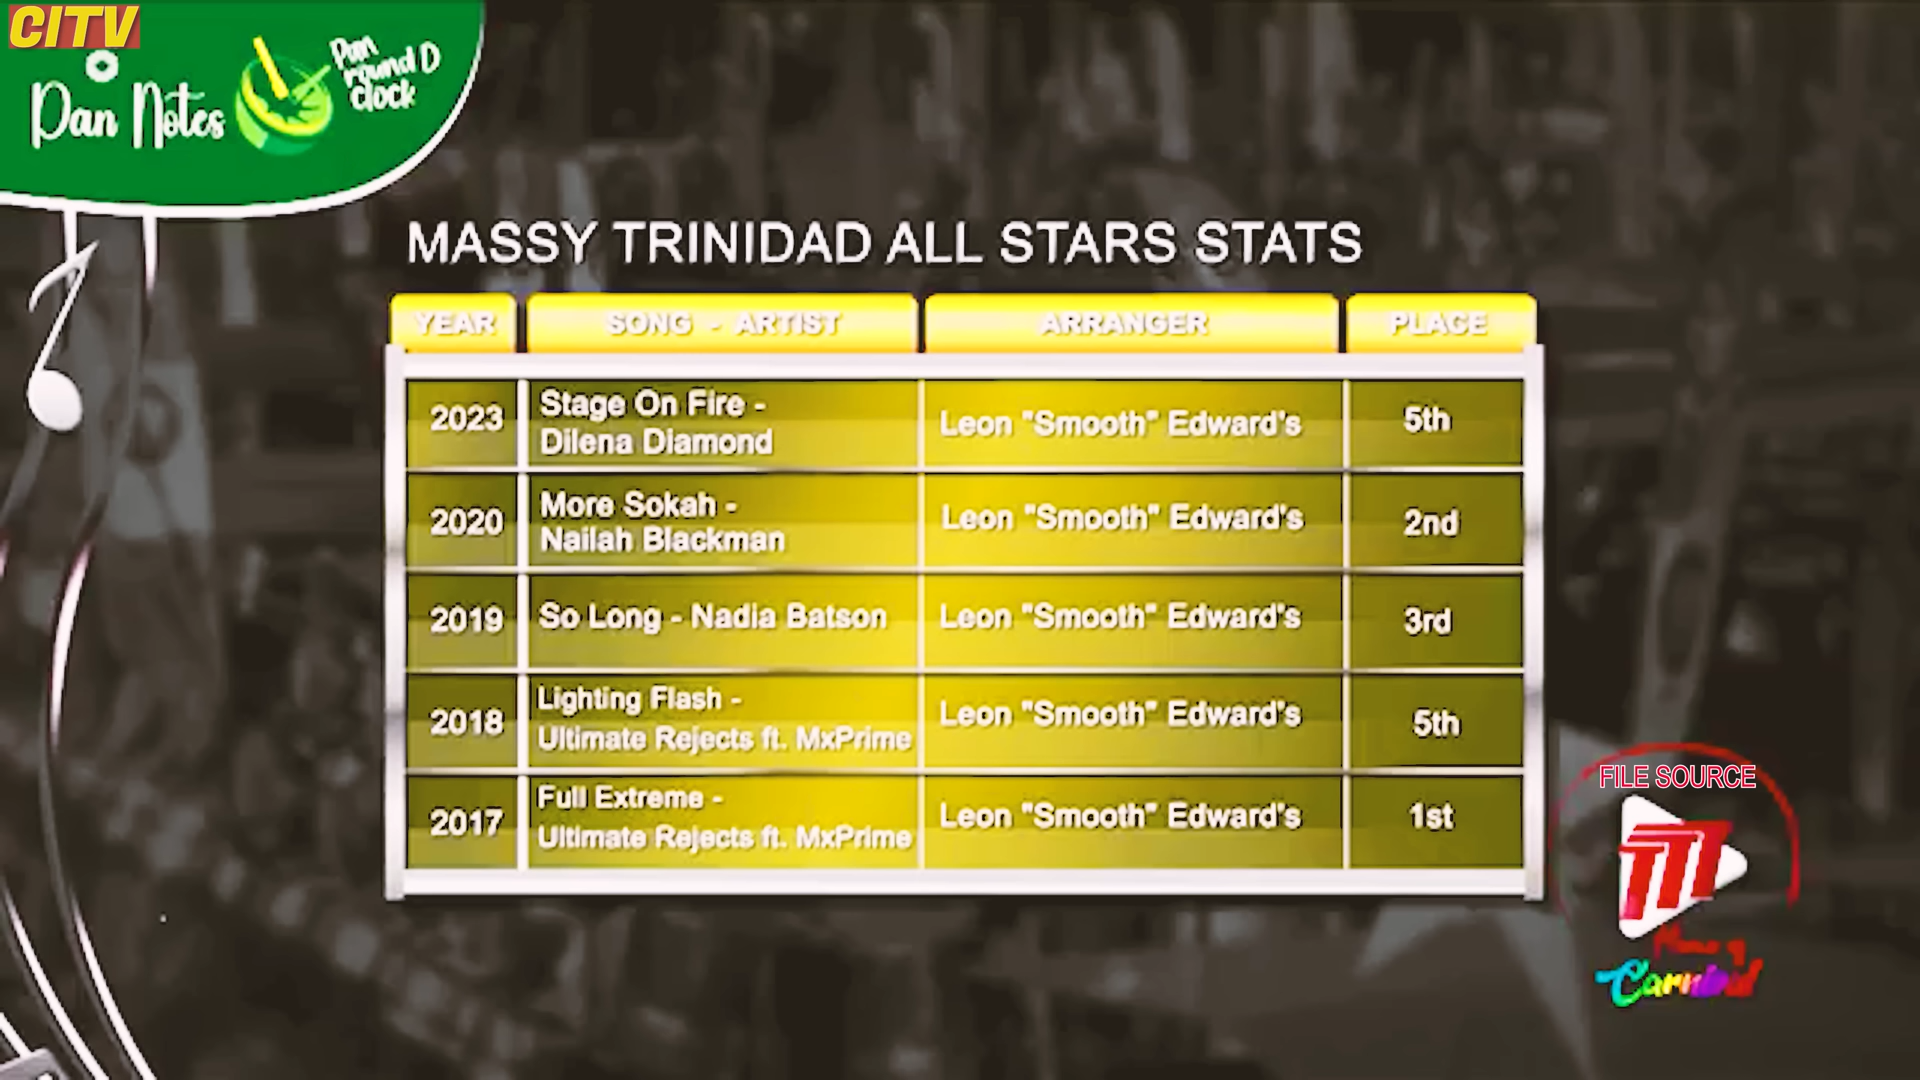 CITV
Pan Notes
Pan
'round D
clock
MASSY TRINIDAD ALL STARS STATS
YEAR SONG - ARTIST ARRANGER PLACE
2023 Stage On Fire - Dilena Diamond Leon "Smooth" Edward's 5th
2020 More Sokah - Nailah Blackman Leon "Smooth" Edward's 2nd
2019 So Long - Nadia Batson Leon "Smooth" Edward's 3rd
2018 Lighting Flash - Ultimate Rejects ft. MxPrime Leon "Smooth" Edward's 5th
2017 Full Extreme - Ultimate Rejects ft. MxPrime Leon "Smooth" Edward's 1st
FILE SOURCE
Carnival